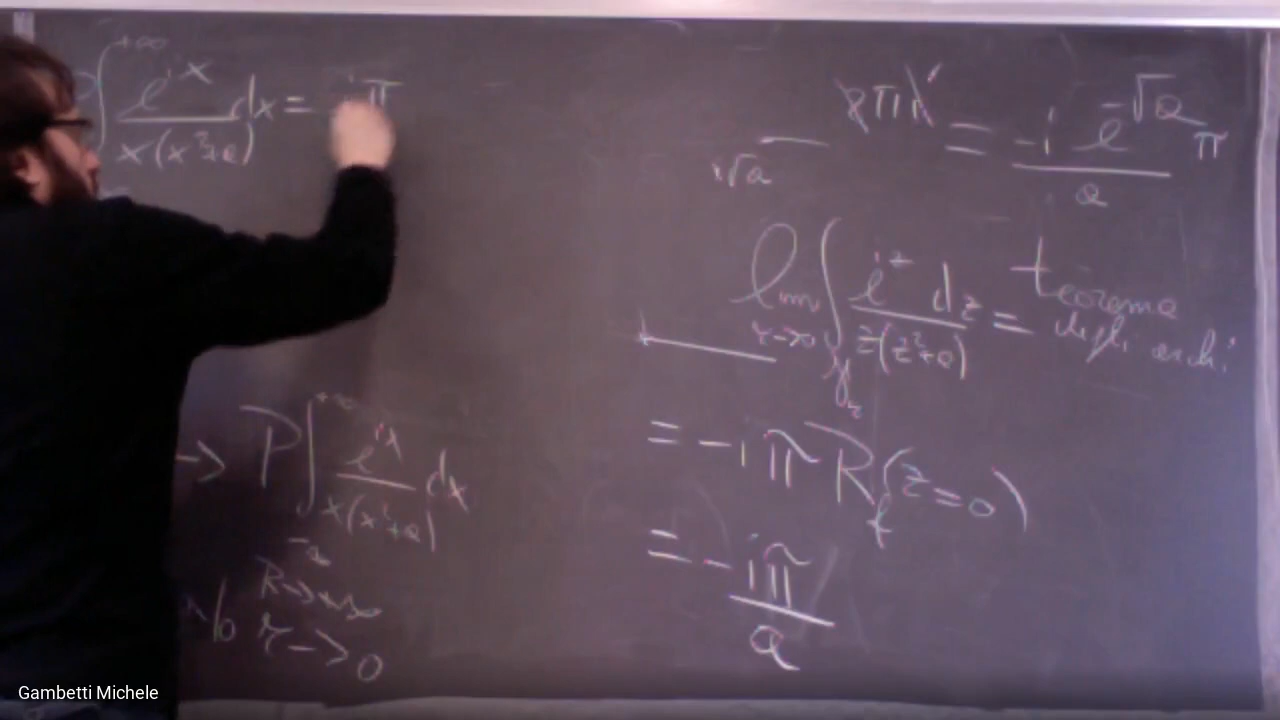 P∫ e^{ix} / x(x²+a) dx = iπ
+∞
2πi / 2√a = -i e^{-√a} π / a
lim r→0 ∫_{γr} e^{iz} / z(z²+a) dz = teorema degli archi
= -iπ R_f(z=0)
= -iπ / a
→ P∫ e^{ix} / x(x²+a) dx
+∞
-∞
R→+∞
r→0
Gambetti Michele